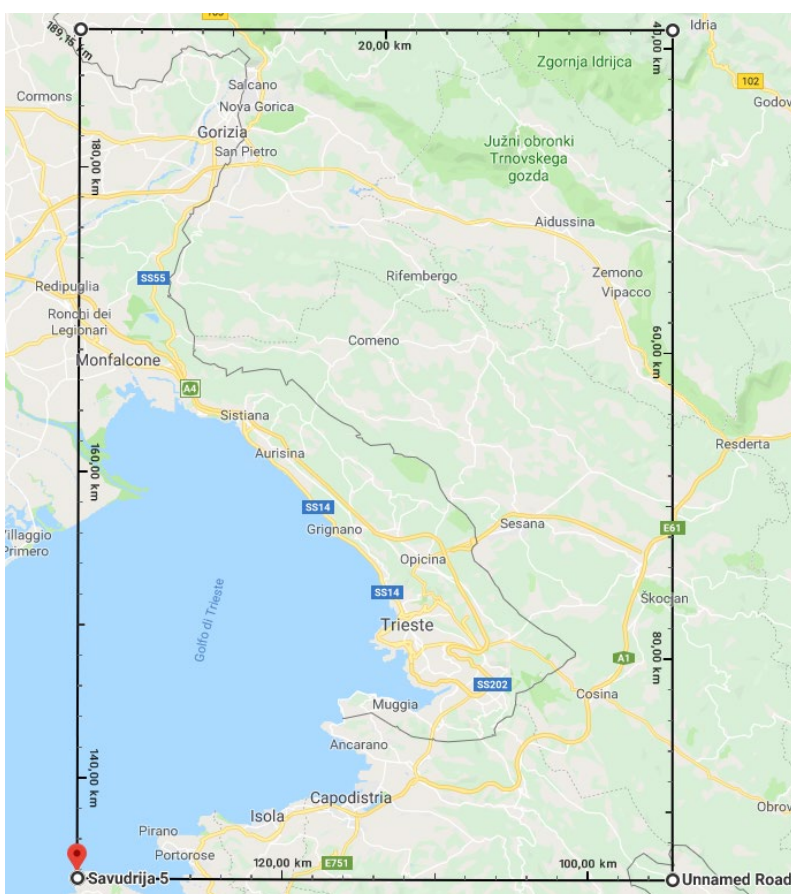 103
Idria
189,15 km
20,00 km
40,00 km
Zgornja Idrijca
102
Salcano
Cormons
Nova Gorica
Godov
Gorizia
San Pietro
Južni obronki
Trnovskega
gozda
180,00 km
Aidussina
SS55
Rifembergo
Zemono
Redipuglia
Vipacco
Ronchi dei
Legionari
Comeno
60,00 km
Monfalcone
A4
Sistiana
Resderta
Aurisina
160,00 km
SS14
Sesana
E61
Grignano
Villaggio
Primero
Opicina
SS14
Škocjan
Golfo di Trieste
Trieste
80,00 km
A1
SS202
Cosina
Muggia
Ancarano
140,00 km
Capodistria
Obrov
Isola
Pirano
Portorose
120,00 km
E751
100,00 km
Savudrija 5
Unnamed Road